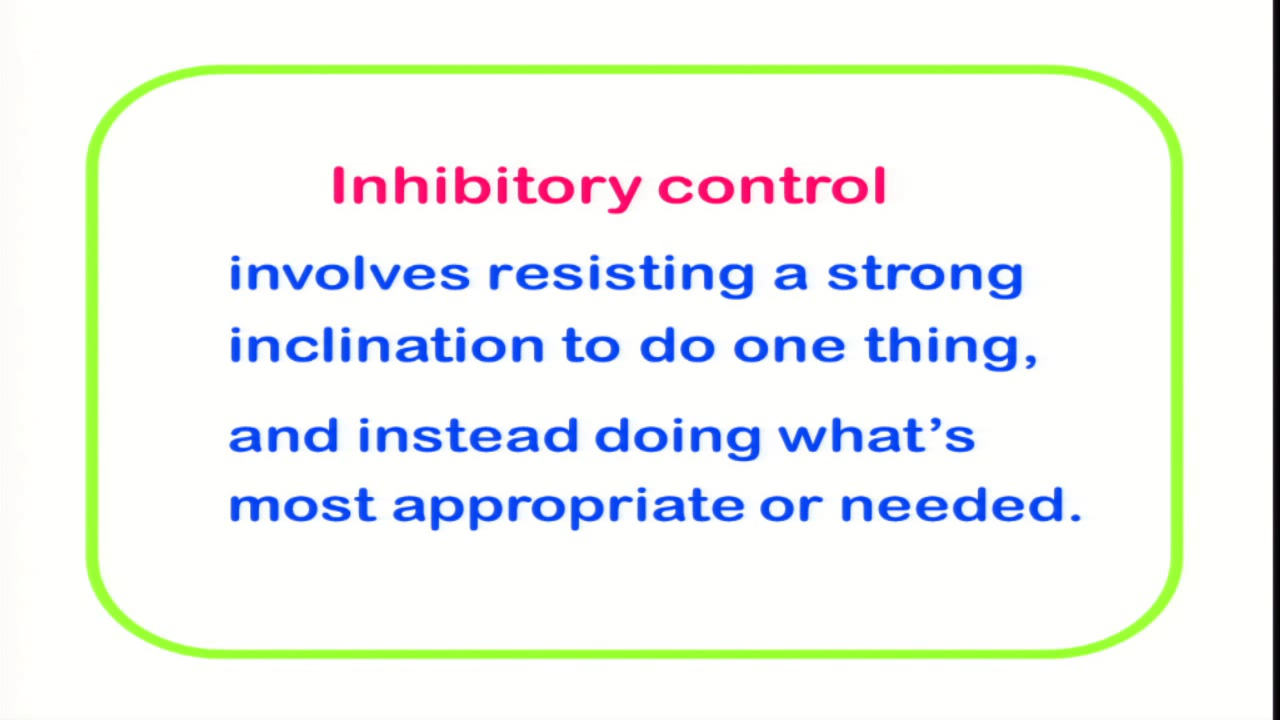 Inhibitory control
involves resisting a strong
inclination to do one thing,
and instead doing what’s
most appropriate or needed.